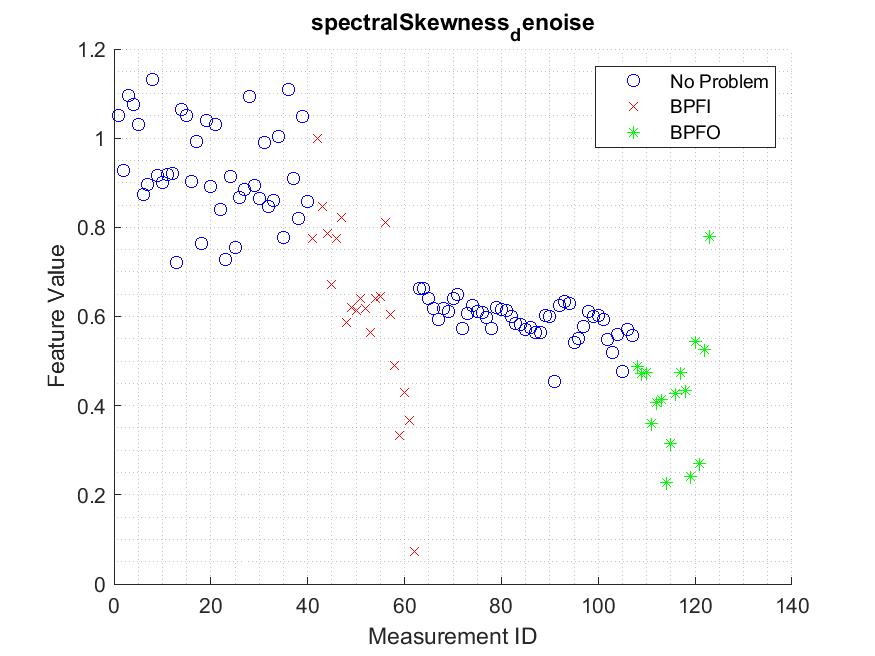 spectralSkewness_denoise
No Problem
BPFI
BPFO
1.2
1
0.8
0.6
0.4
0.2
0
Feature Value
0 20 40 60 80 100 120 140
Measurement ID